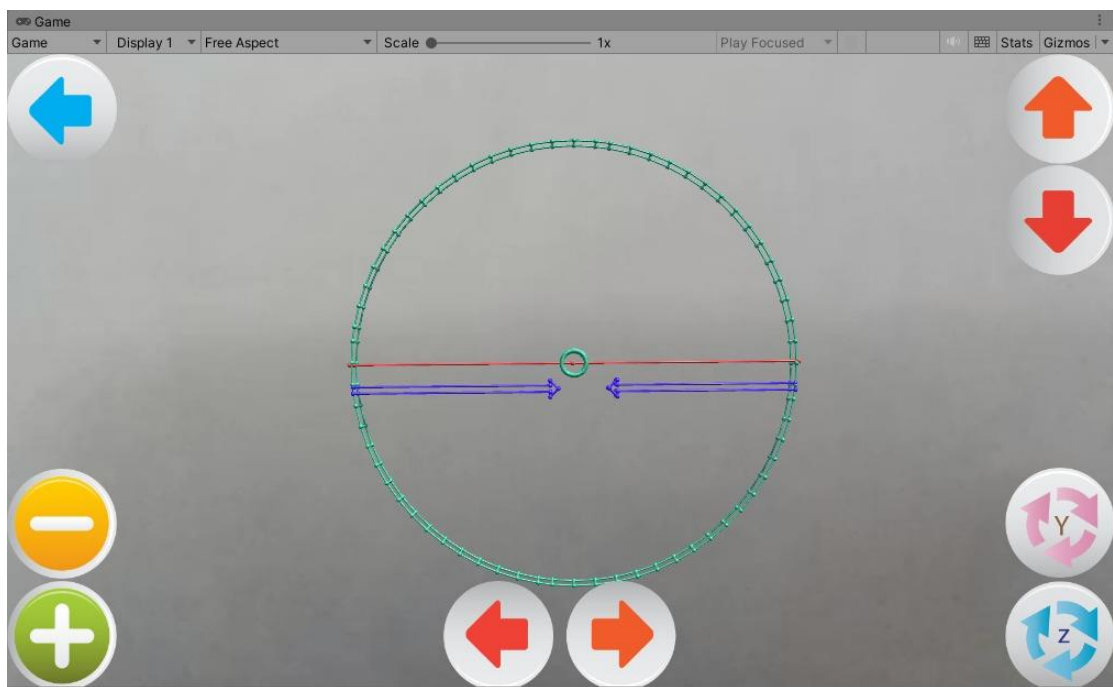 Game
Game Display 1 Free Aspect Scale 1x Play Focused Stats Gizmos
Y
Z